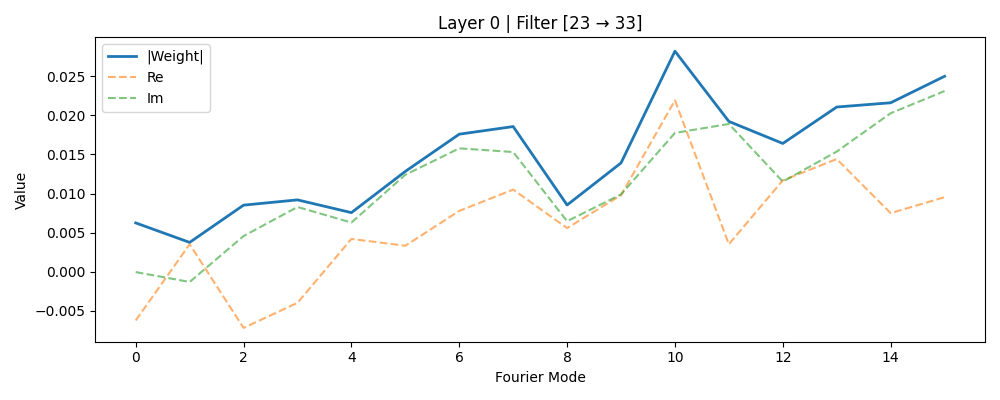 Layer 0 | Filter [23 → 33]
|Weight|
Re
Im
Value
0.025
0.020
0.015
0.010
0.005
0.000
−0.005
0 2 4 6 8 10 12 14
Fourier Mode